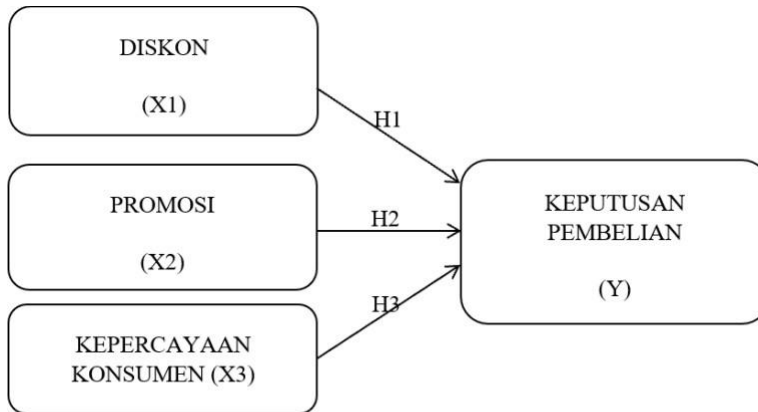 DISKON
(X1)
H1
PROMOSI
(X2)
H2
KEPERCAYAAN
KONSUMEN (X3)
H3
KEPUTUSAN
PEMBELIAN
(Y)